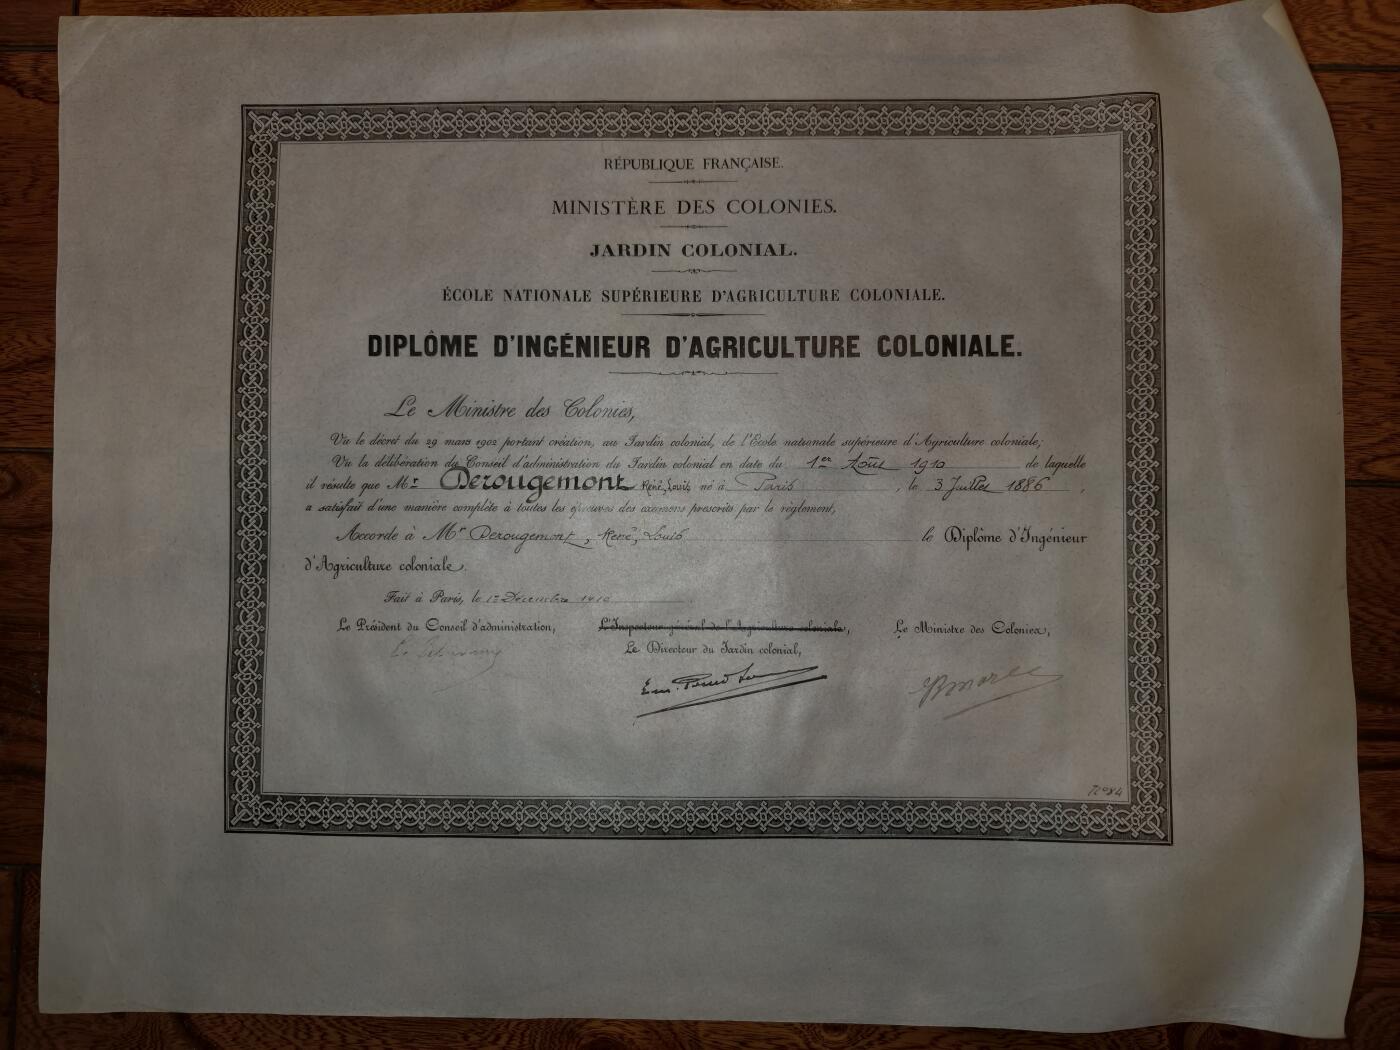 RÉPUBLIQUE FRANÇAISE.
MINISTÈRE DES COLONIES.
JARDIN COLONIAL.
ÉCOLE NATIONALE SUPÉRIEURE D'AGRICULTURE COLONIALE.
DIPLÔME D'INGÉNIEUR D'AGRICULTURE COLONIALE.
Le Ministre des Colonies,
Vu le décret du 29 mars 1902 portant création, au Jardin colonial, de l'Ecole nationale supérieure d'Agriculture coloniale;
Vu la délibération du Conseil d'administration du Jardin colonial en date du 1er Août 1910 de laquelle
il résulte que Mr Derougemont René, Louis né à Paris, le 3 Juillet 1886,
a satisfait d'une manière complète à toutes les épreuves des examens prescrits par le règlement,
Accorde à Mr Derougemont, René, Louis le Diplôme d'Ingénieur
d'Agriculture coloniale.
Fait à Paris, le 1er Décembre 1910
Le Président du Conseil d'administration, L'Inspecteur général de l'Agriculture coloniale, Le Ministre des Colonies,
Le Directeur du Jardin colonial,
N°84